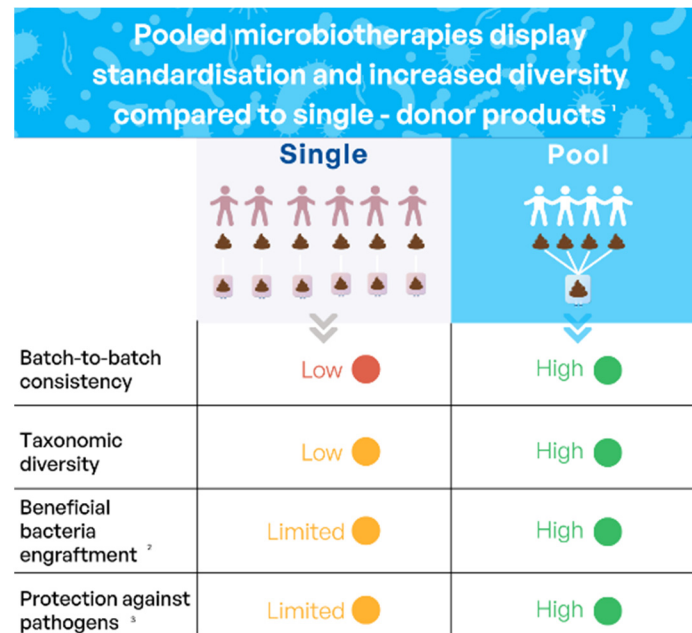 Pooled microbiotherapies display
standardisation and increased diversity
compared to single - donor products ¹
Single
Pool
Batch-to-batch
consistency
Low
High
Taxonomic
diversity
Low
High
Beneficial
bacteria
engraftment ²
Limited
High
Protection against
pathogens ³
Limited
High